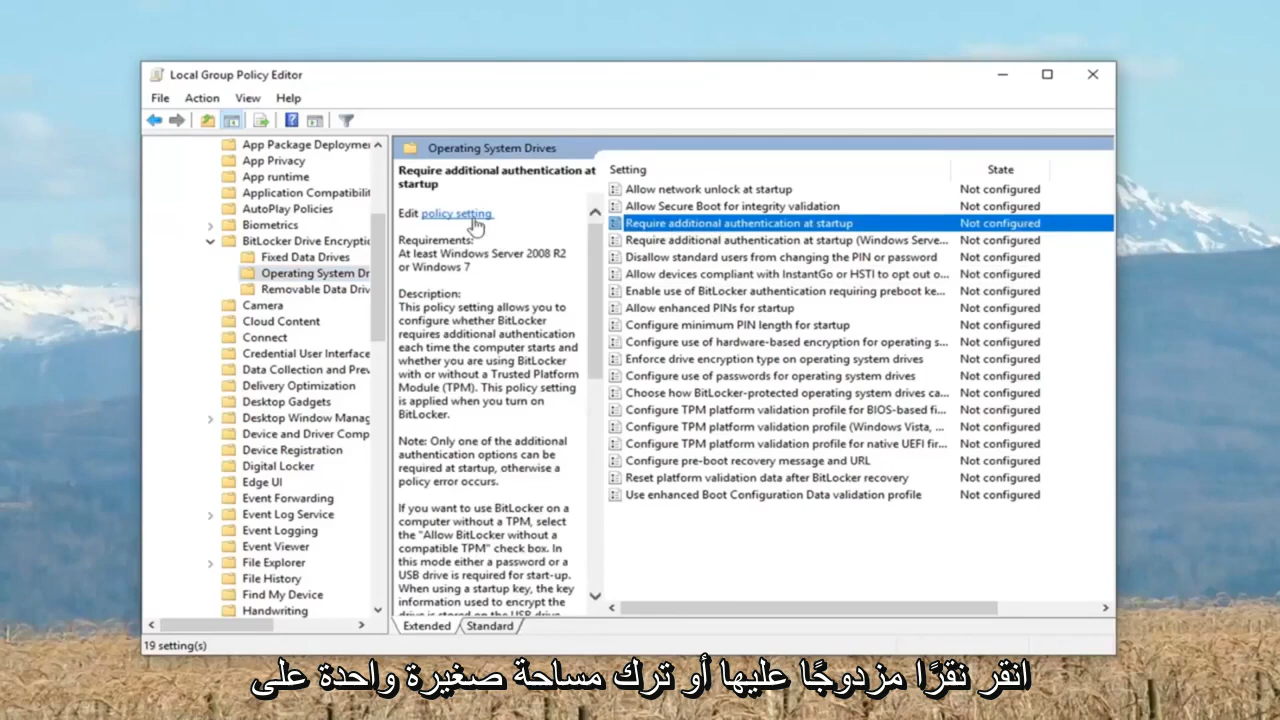 Local Group Policy Editor
File Action View Help
App Package Deployme
App Privacy
App runtime
Application Compatibilit
AutoPlay Policies
Biometrics
BitLocker Drive Encryptic
Fixed Data Drives
Operating System Dr
Removable Data Driv
Camera
Cloud Content
Connect
Credential User Interface
Data Collection and Prev
Delivery Optimization
Desktop Gadgets
Desktop Window Manag
Device and Driver Comp
Device Registration
Digital Locker
Edge UI
Event Forwarding
Event Log Service
Event Logging
Event Viewer
File Explorer
File History
Find My Device
Handwriting
Operating System Drives
Require additional authentication at
startup
Edit policy setting
Requirements:
At least Windows Server 2008 R2
or Windows 7
Description:
This policy setting allows you to
configure whether BitLocker
requires additional authentication
each time the computer starts and
whether you are using BitLocker
with or without a Trusted Platform
Module (TPM). This policy setting
is applied when you turn on
BitLocker.
Note: Only one of the additional
authentication options can be
required at startup, otherwise a
policy error occurs.
If you want to use BitLocker on a
computer without a TPM, select
the "Allow BitLocker without a
compatible TPM" check box. In
this mode either a password or a
USB drive is required for start-up.
When using a startup key, the key
information used to encrypt the
drive is stored on the USB drive,
Setting State
Allow network unlock at startup Not configured
Allow Secure Boot for integrity validation Not configured
Require additional authentication at startup Not configured
Require additional authentication at startup (Windows Serve... Not configured
Disallow standard users from changing the PIN or password Not configured
Allow devices compliant with InstantGo or HSTI to opt out o... Not configured
Enable use of BitLocker authentication requiring preboot ke... Not configured
Allow enhanced PINs for startup Not configured
Configure minimum PIN length for startup Not configured
Configure use of hardware-based encryption for operating s... Not configured
Enforce drive encryption type on operating system drives Not configured
Configure use of passwords for operating system drives Not configured
Choose how BitLocker-protected operating system drives ca... Not configured
Configure TPM platform validation profile for BIOS-based fi... Not configured
Configure TPM platform validation profile (Windows Vista, ... Not configured
Configure TPM platform validation profile for native UEFI fir... Not configured
Configure pre-boot recovery message and URL Not configured
Reset platform validation data after BitLocker recovery Not configured
Use enhanced Boot Configuration Data validation profile Not configured
Extended Standard
19 setting(s)
انقر نقرًا مزدوجًا عليها أو ترك مساحة صغيرة واحدة على